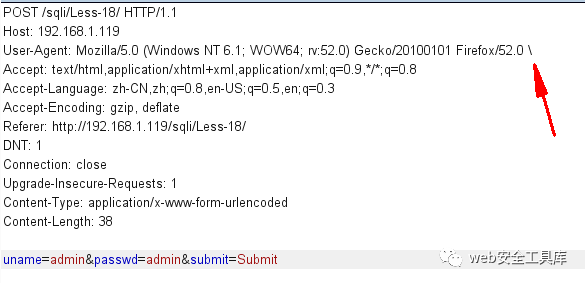 POST /sqli/Less-18/ HTTP/1.1
Host: 192.168.1.119
User-Agent: Mozilla/5.0 (Windows NT 6.1; WOW64; rv:52.0) Gecko/20100101 Firefox/52.0 \
Accept: text/html,application/xhtml+xml,application/xml;q=0.9,*/*;q=0.8
Accept-Language: zh-CN,zh;q=0.8,en-US;q=0.5,en;q=0.3
Accept-Encoding: gzip, deflate
Referer: http://192.168.1.119/sqli/Less-18/
DNT: 1
Connection: close
Upgrade-Insecure-Requests: 1
Content-Type: application/x-www-form-urlencoded
Content-Length: 38
uname=admin&passwd=admin&submit=Submit
web安全工具库